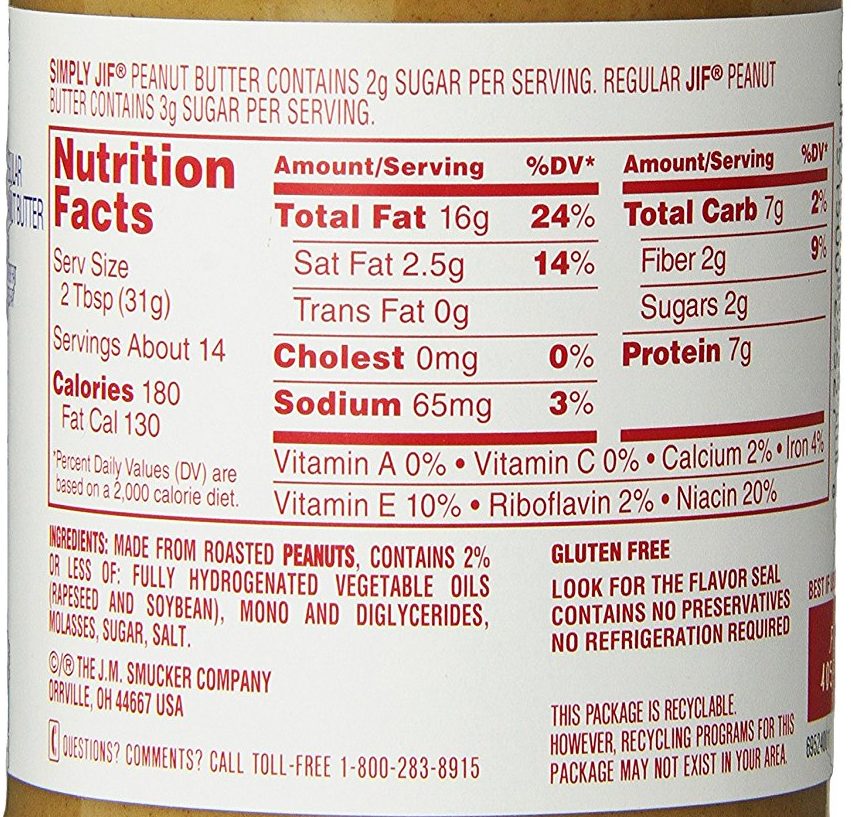 SIMPLY JIF® PEANUT BUTTER CONTAINS 2g SUGAR PER SERVING. REGULAR JIF® PEANUT
BUTTER CONTAINS 3g SUGAR PER SERVING.
BUTTER
Nutrition
Facts
Serv Size
2 Tbsp (31g)
Servings About 14
Calories 180
Fat Cal 130
*Percent Daily Values (DV) are
based on a 2,000 calorie diet.
Amount/Serving %DV*
Total Fat 16g 24%
Sat Fat 2.5g 14%
Trans Fat 0g
Cholest 0mg 0%
Sodium 65mg 3%
Amount/Serving %DV*
Total Carb 7g 2%
Fiber 2g 9%
Sugars 2g
Protein 7g
Vitamin A 0% • Vitamin C 0% • Calcium 2% • Iron 4%
Vitamin E 10% • Riboflavin 2% • Niacin 20%
INGREDIENTS: MADE FROM ROASTED PEANUTS, CONTAINS 2%
OR LESS OF: FULLY HYDROGENATED VEGETABLE OILS
(RAPESEED AND SOYBEAN), MONO AND DIGLYCERIDES,
MOLASSES, SUGAR, SALT.
©/® THE J.M. SMUCKER COMPANY
ORRVILLE, OH 44667 USA
QUESTIONS? COMMENTS? CALL TOLL-FREE 1-800-283-8915
GLUTEN FREE
LOOK FOR THE FLAVOR SEAL
CONTAINS NO PRESERVATIVES
NO REFRIGERATION REQUIRED
THIS PACKAGE IS RECYCLABLE.
HOWEVER, RECYCLING PROGRAMS FOR THIS
PACKAGE MAY NOT EXIST IN YOUR AREA.
BEST IF